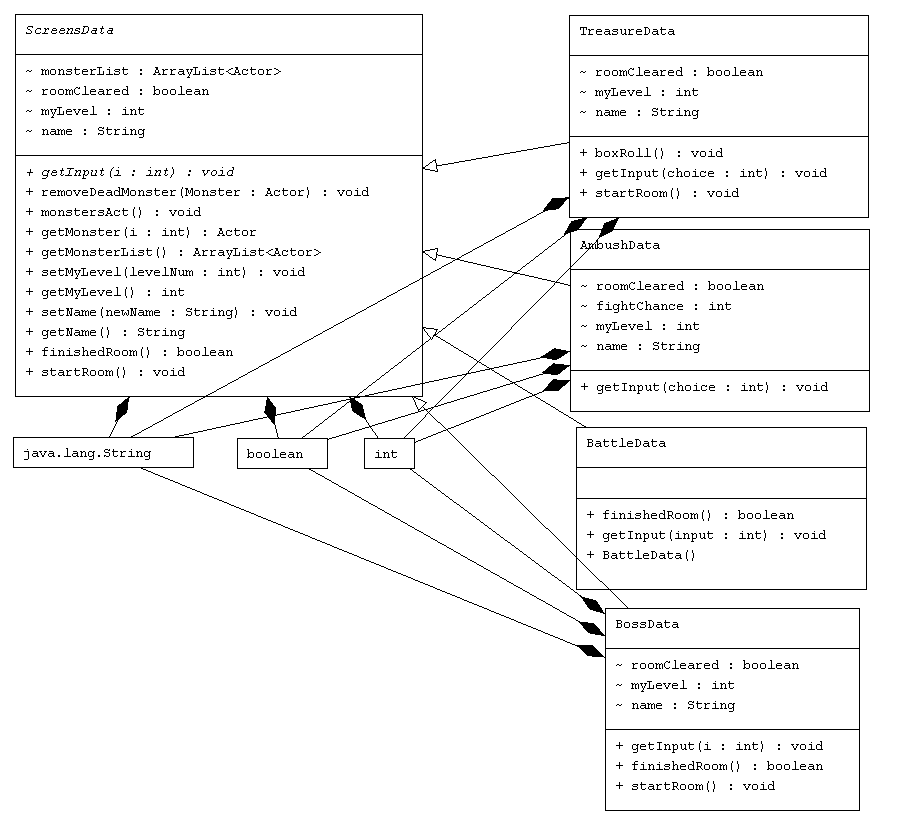 ScreensData
~ monsterList : ArrayList<Actor>
~ roomCleared : boolean
~ myLevel : int
~ name : String
+ getInput(i : int) : void
+ removeDeadMonster(Monster : Actor) : void
+ monstersAct() : void
+ getMonster(i : int) : Actor
+ getMonsterList() : ArrayList<Actor>
+ setMyLevel(levelNum : int) : void
+ getMyLevel() : int
+ setName(newName : String) : void
+ getName() : String
+ finishedRoom() : boolean
+ startRoom() : void
TreasureData
~ roomCleared : boolean
~ myLevel : int
~ name : String
+ boxRoll() : void
+ getInput(choice : int) : void
+ startRoom() : void
AmbushData
~ roomCleared : boolean
~ fightChance : int
~ myLevel : int
~ name : String
+ getInput(choice : int) : void
java.lang.String
boolean
int
BattleData
+ finishedRoom() : boolean
+ getInput(input : int) : void
+ BattleData()
BossData
~ roomCleared : boolean
~ myLevel : int
~ name : String
+ getInput(i : int) : void
+ finishedRoom() : boolean
+ startRoom() : void